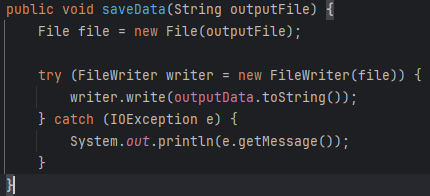 public void saveData(String outputFile) {
    File file = new File(outputFile);

    try (FileWriter writer = new FileWriter(file)) {
        writer.write(outputData.toString());
    } catch (IOException e) {
        System.out.println(e.getMessage());
    }
}